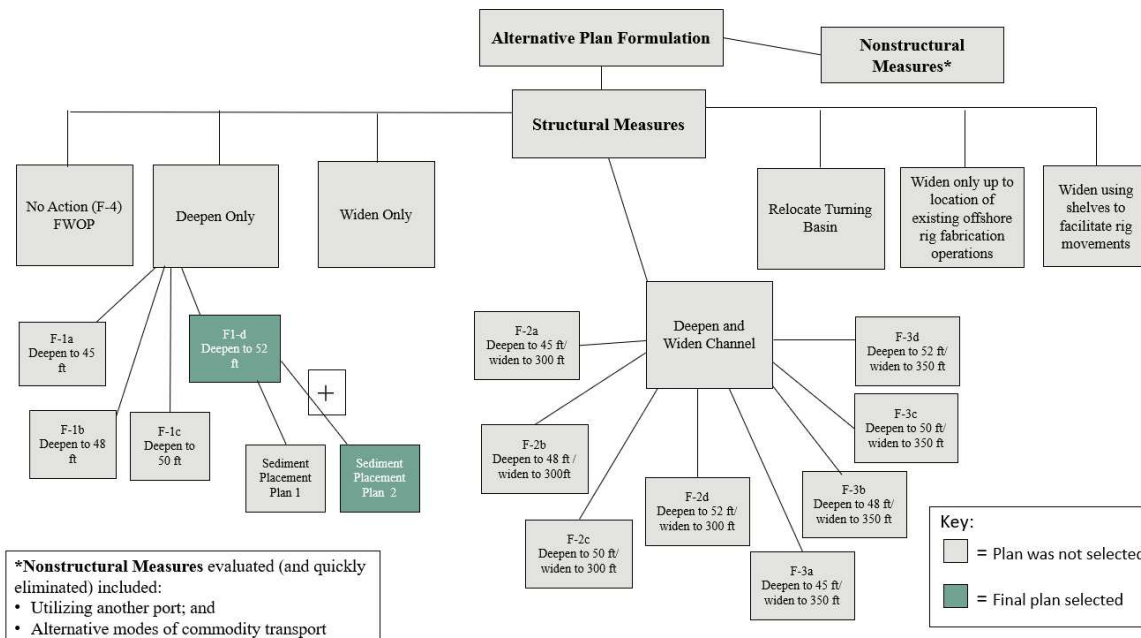 Alternative Plan Formulation
Nonstructural
Measures*
Structural Measures
No Action (F-4)
FWOP
Deepen Only
Widen Only
Relocate Turning
Basin
Widen only up to
location of
existing offshore
rig fabrication
operations
Widen using
shelves to
facilitate rig
movements
F-1a
Deepen to 45
ft
F1-d
Deepen to 52
ft
+
F-1b
Deepen to 48
ft
F-1c
Deepen to
50 ft
Sediment
Placement
Plan 1
Sediment
Placement
Plan 2
Deepen and
Widen Channel
F-2a
Deepen to 45 ft/
widen to 300 ft
F-2b
Deepen to 48 ft /
widen to 300ft
F-2c
Deepen to 50 ft/
widen to 300 ft
F-2d
Deepen to 52 ft/
widen to 300 ft
F-3a
Deepen to 45 ft/
widen to 350 ft
F-3b
Deepen to 48 ft/
widen to 350 ft
F-3c
Deepen to 50 ft/
widen to 350 ft
F-3d
Deepen to 52 ft/
widen to 350 ft
*Nonstructural Measures evaluated (and quickly
eliminated) included:
• Utilizing another port; and
• Alternative modes of commodity transport
Key:
= Plan was not selected
= Final plan selected